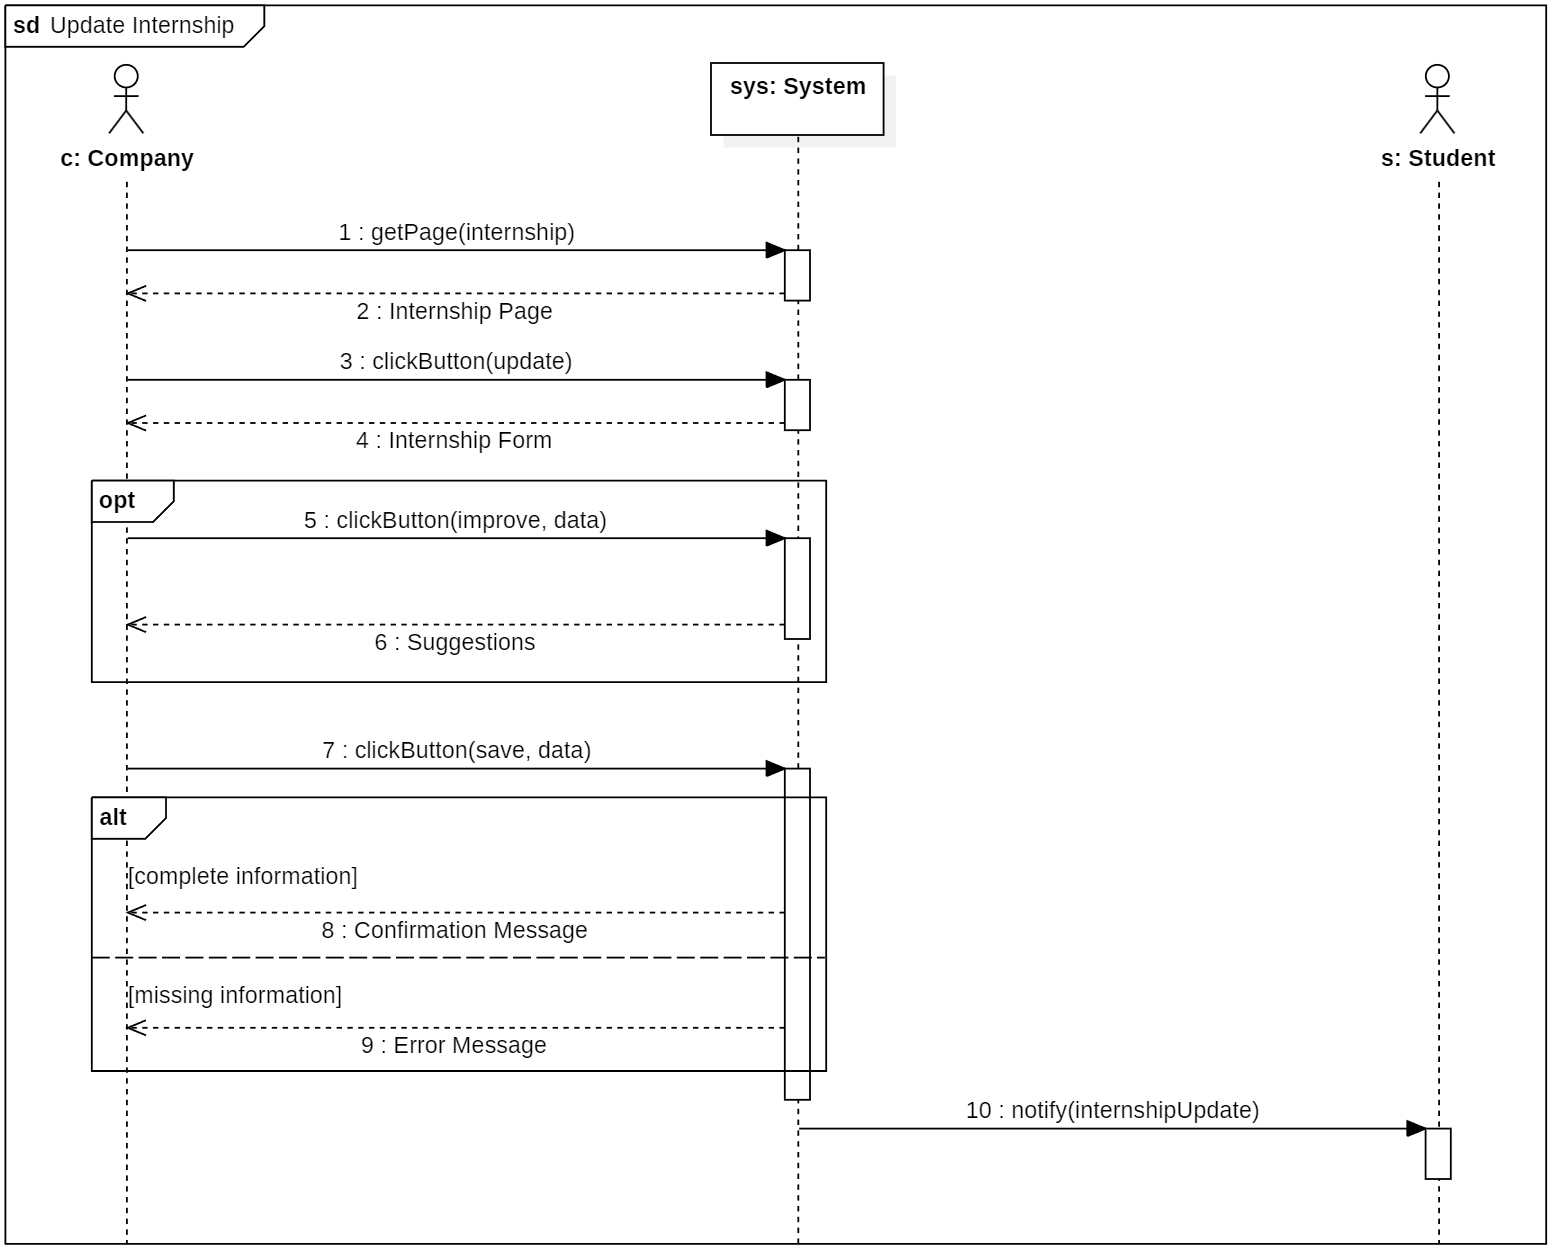 sd Update Internship
c: Company
sys: System
s: Student
1 : getPage(internship)
2 : Internship Page
3 : clickButton(update)
4 : Internship Form
opt
5 : clickButton(improve, data)
6 : Suggestions
7 : clickButton(save, data)
alt
[complete information]
8 : Confirmation Message
[missing information]
9 : Error Message
10 : notify(internshipUpdate)